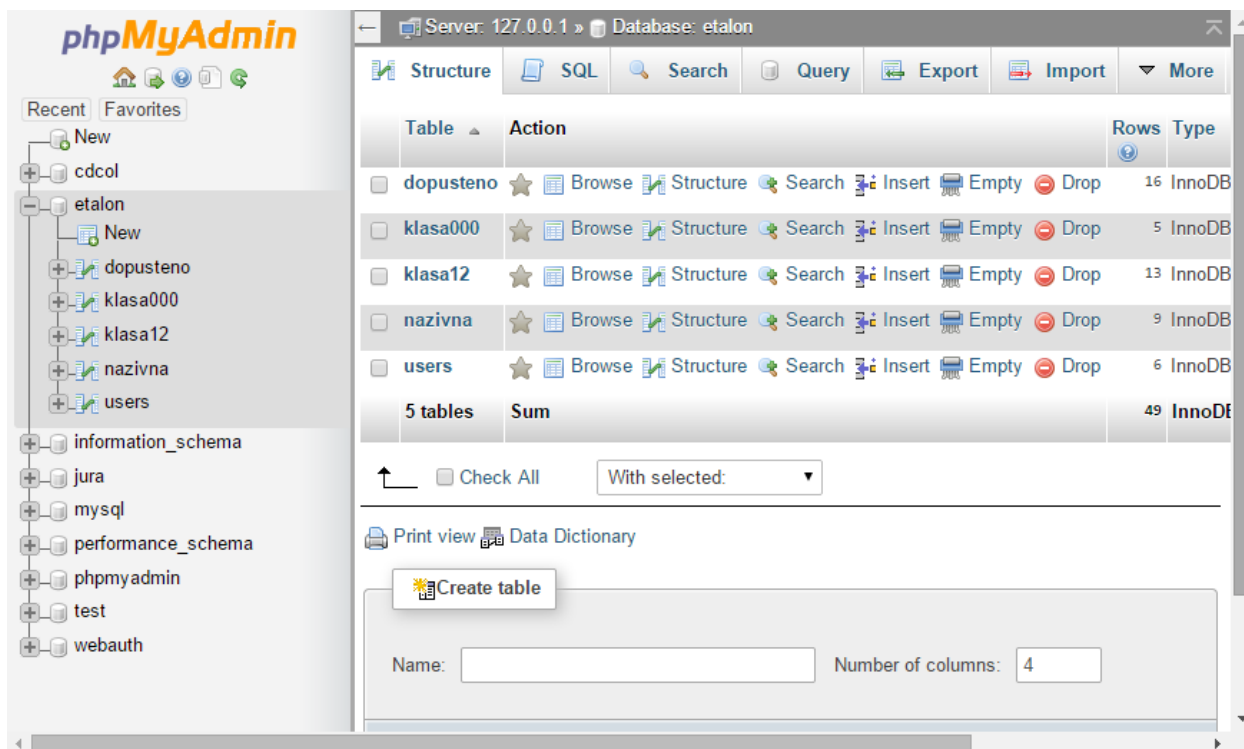 phpMyAdmin
Recent Favorites
New
cdcol
etalon
New
dopusteno
klasa000
klasa12
nazivna
users
information_schema
jura
mysql
performance_schema
phpmyadmin
test
webauth
Server: 127.0.0.1 » Database: etalon
Structure SQL Search Query Export Import More
Table Action Rows Type
dopusteno Browse Structure Search Insert Empty Drop 16 InnoDB
klasa000 Browse Structure Search Insert Empty Drop 5 InnoDB
klasa12 Browse Structure Search Insert Empty Drop 13 InnoDB
nazivna Browse Structure Search Insert Empty Drop 9 InnoDB
users Browse Structure Search Insert Empty Drop 6 InnoDB
5 tables Sum 49 InnoDB
Check All With selected:
Print view Data Dictionary
Create table
Name: Number of columns: 4